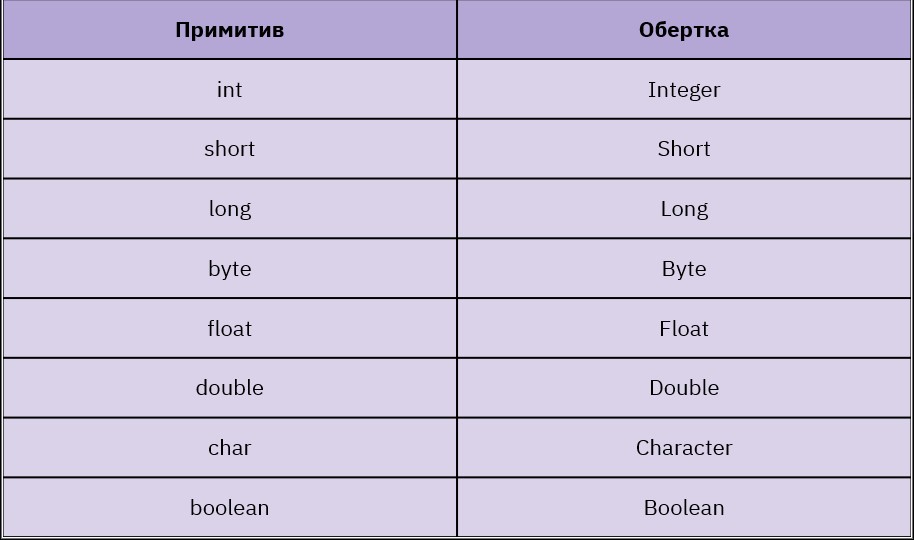 Примитив Обертка
int Integer
short Short
long Long
byte Byte
float Float
double Double
char Character
boolean Boolean